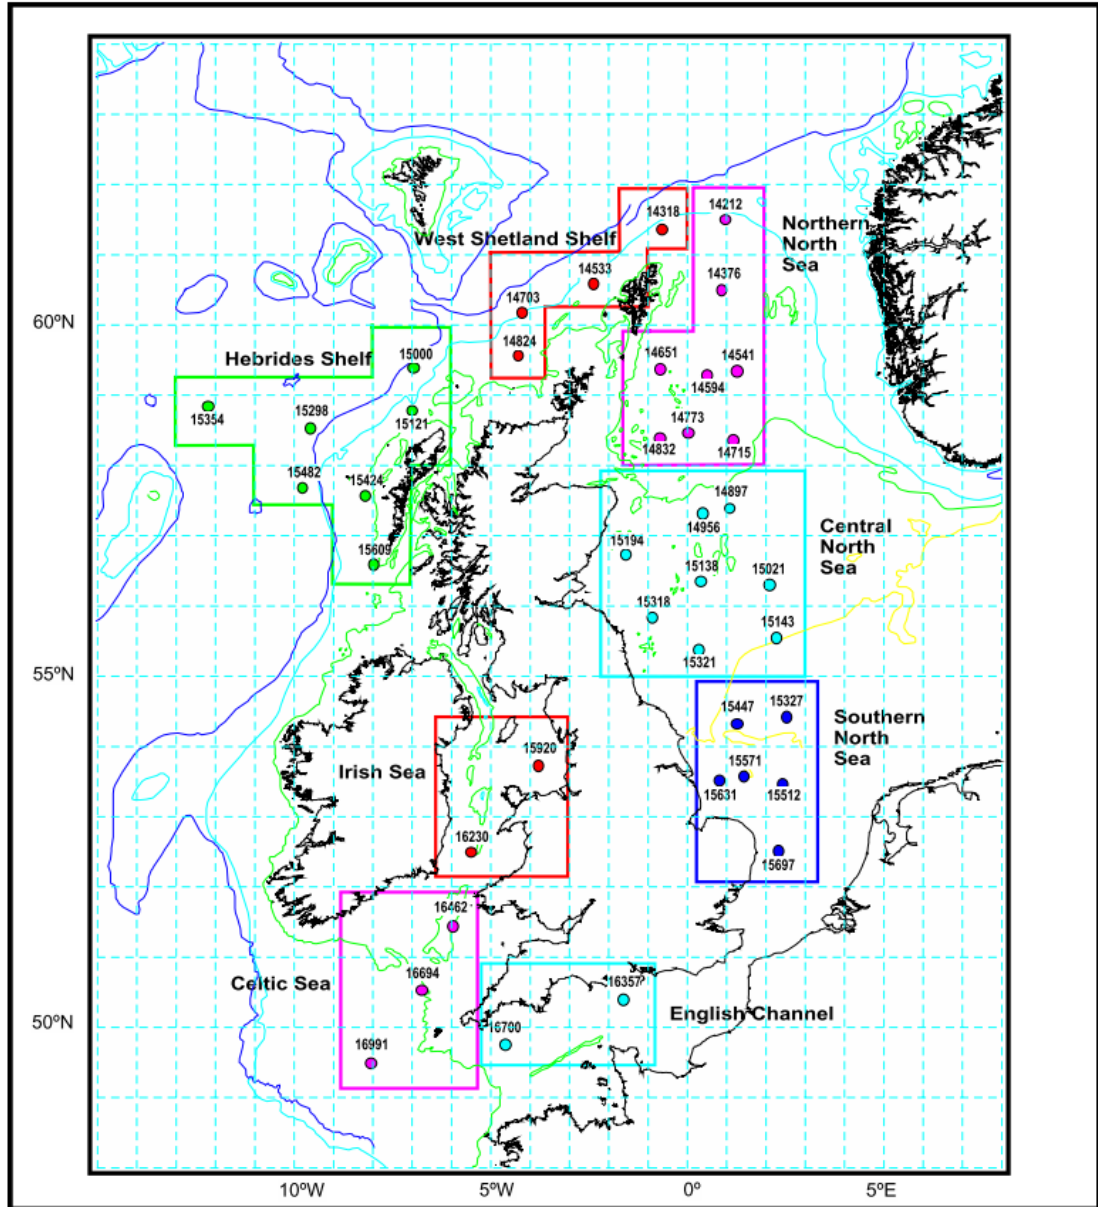 14318
14212
West Shetland Shelf
Northern
North
Sea
14533
14376
14703
60ºN
14824
Hebrides Shelf
15000
14651
14541
14594
15354
15298
15121
14773
14832
14715
15482
15424
14897
14956
Central
North
Sea
15194
15609
15138
15021
15318
15143
15321
55ºN
15447
15327
Southern
North
Sea
Irish Sea
15920
15571
15631
15512
16230
15697
16462
Celtic Sea
16694
16357
English Channel
50ºN
16700
16991
10ºW
5ºW
0º
5ºE